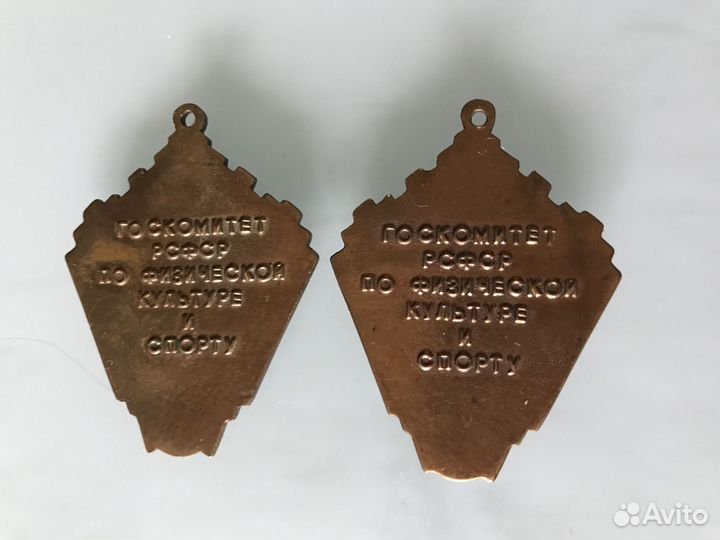 ГОСКОМИТЕТ
РСФСР
ПО ФИЗИЧЕСКОЙ
КУЛЬТУРЕ
И
СПОРТУ
ГОСКОМИТЕТ
РСФСР
ПО ФИЗИЧЕСКОЙ
КУЛЬТУРЕ
И
СПОРТУ
Avito